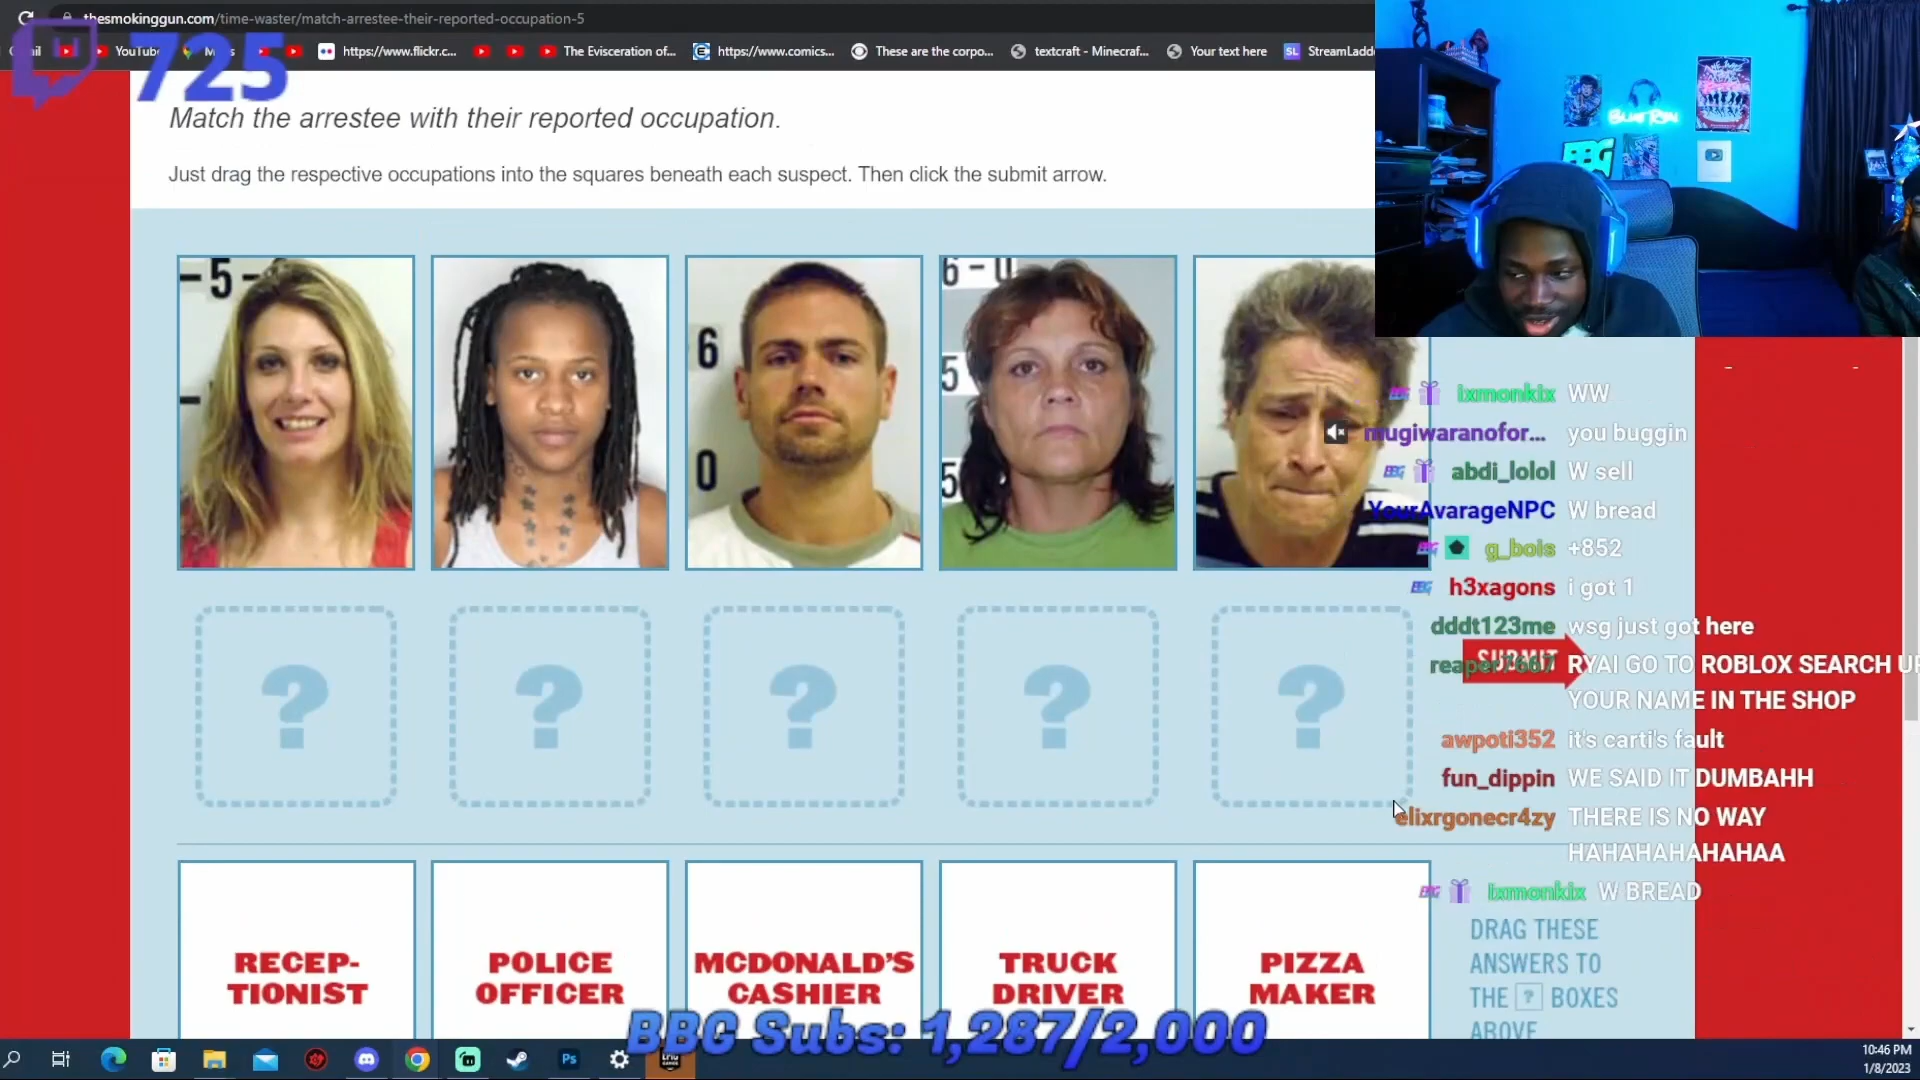 thesmokinggun.com/time-waster/match-arrestee-their-reported-occupation-5
YouTube
https://www.flickr.c...
The Evisceration of...
https://www.comics...
These are the corpo...
textcraft - Minecraf...
Your text here
StreamLadde
725
Match the arrestee with their reported occupation.
Just drag the respective occupations into the squares beneath each suspect. Then click the submit arrow.
BBG
ixmonkix WW
mugiwaranofor... you buggin
abdi_lolol W sell
YourAvarageNPC W bread
g_bois +852
h3xagons i got 1
dddt123me wsg just got here
reaper7667 RYAI GO TO ROBLOX SEARCH UP
YOUR NAME IN THE SHOP
SUBMIT
awpoti352 it's carti's fault
fun_dippin WE SAID IT DUMBAHH
elixrgonecr4zy THERE IS NO WAY
HAHAHAHAHAHAA
ixmonkix W BREAD
RECEP-
TIONIST
POLICE
OFFICER
MCDONALD'S
CASHIER
TRUCK
DRIVER
PIZZA
MAKER
DRAG THESE
ANSWERS TO
THE ? BOXES
ABOVE
BBG Subs: 1,287/2,000
10:46 PM
1/8/2023